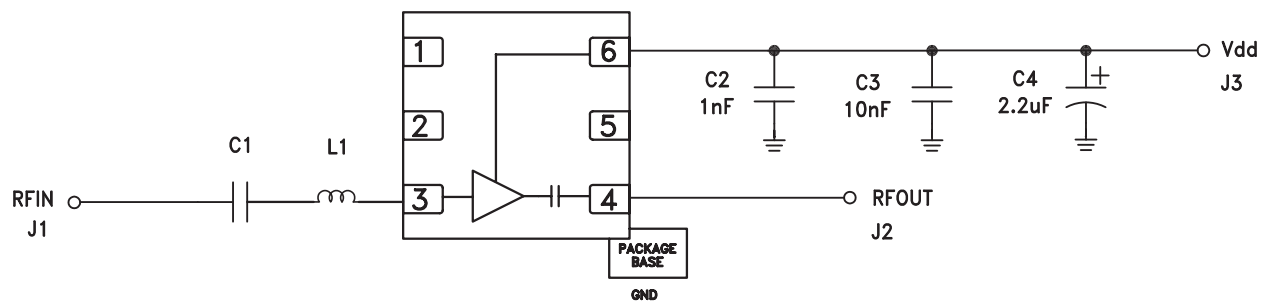 1
6
Vdd
C2
1nF
C3
10nF
C4
+
2.2uF
J3
2
5
C1
L1
RFIN
J1
3
4
RFOUT
J2
PACKAGE
BASE
GND